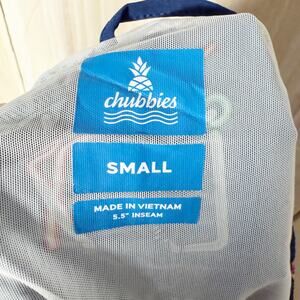 chubbies
SMALL
MADE IN VIETNAM
5.5" INSEAM